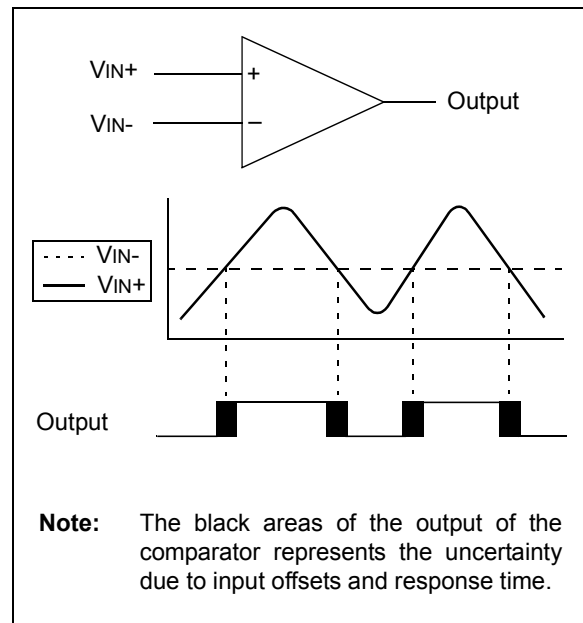 VIN+
+
Output
VIN-
–
VIN-
VIN+
Output
Note: The black areas of the output of the
comparator represents the uncertainty
due to input offsets and response time.